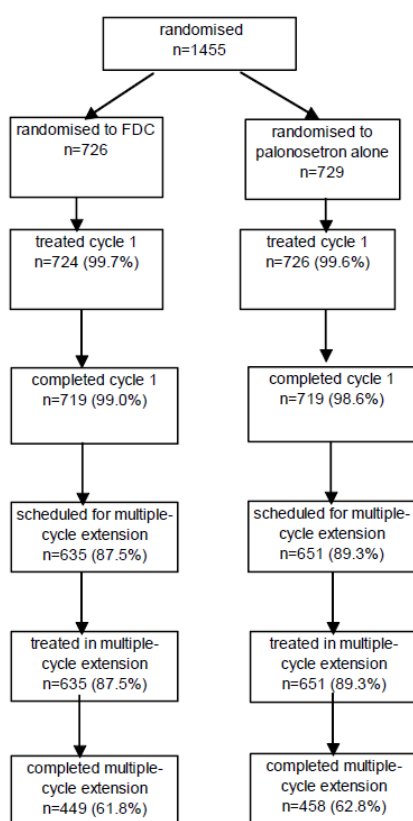 randomised
n=1455
randomised to FDC
n=726
randomised to
palonosetron alone
n=729
treated cycle 1
n=724 (99.7%)
treated cycle 1
n=726 (99.6%)
completed cycle 1
n=719 (99.0%)
completed cycle 1
n=719 (98.6%)
scheduled for multiple-
cycle extension
n=635 (87.5%)
scheduled for multiple-
cycle extension
n=651 (89.3%)
treated in multiple-
cycle extension
n=635 (87.5%)
treated in multiple-
cycle extension
n=651 (89.3%)
completed multiple-
cycle extension
n=449 (61.8%)
completed multiple-
cycle extension
n=458 (62.8%)